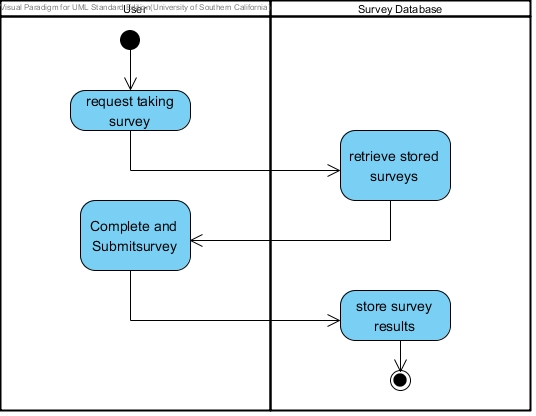 Visual Paradigm for UML Standard Edition(University of Southern California
User
Survey Database
request taking
survey
retrieve stored
surveys
Complete and
Submitsurvey
store survey
results